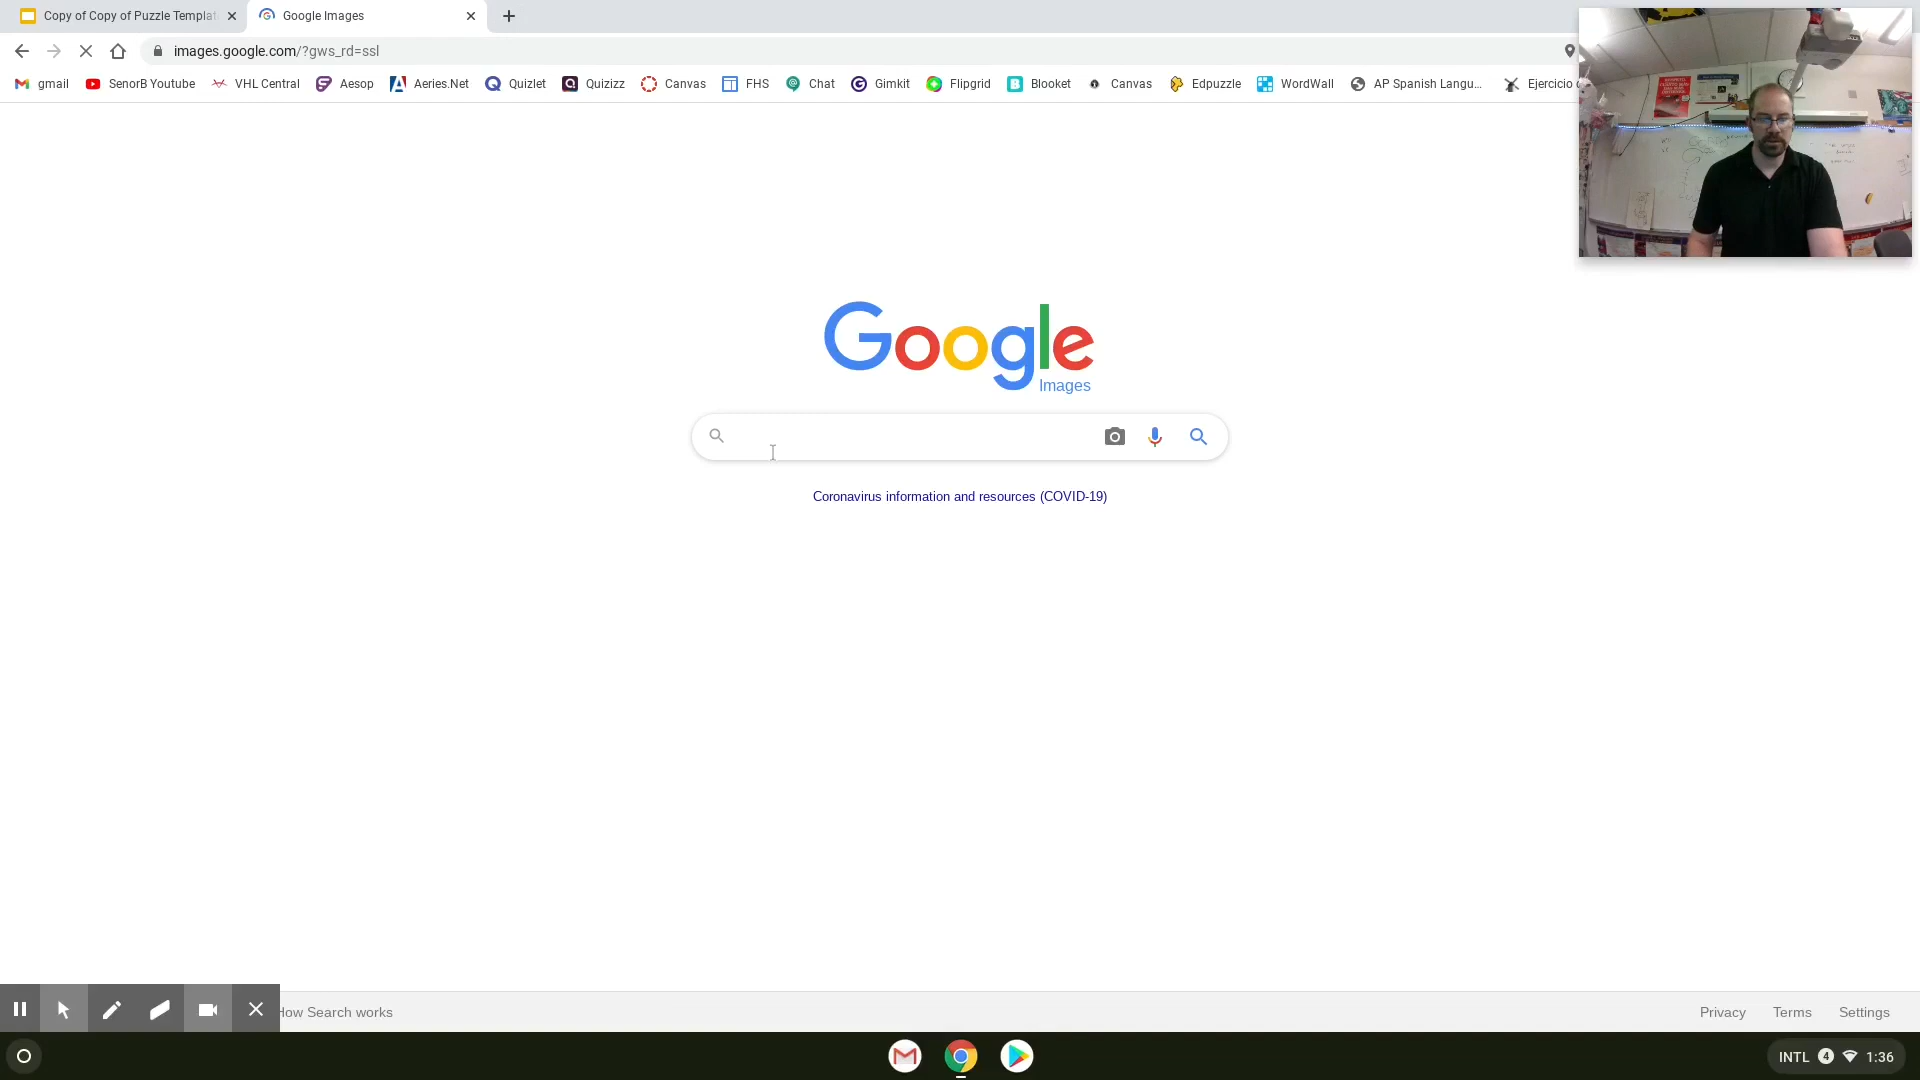 Copy of Copy of Puzzle Templat
Google Images
images.google.com/?gws_rd=ssl
gmail
SenorB Youtube
VHL Central
Aesop
Aeries.Net
Quizlet
Quizizz
Canvas
FHS
Chat
Gimkit
Flipgrid
Blooket
Canvas
Edpuzzle
WordWall
AP Spanish Langu...
Ejercicio
Google
Images
Coronavirus information and resources (COVID-19)
How Search works
Privacy
Terms
Settings
INTL
4
1:36